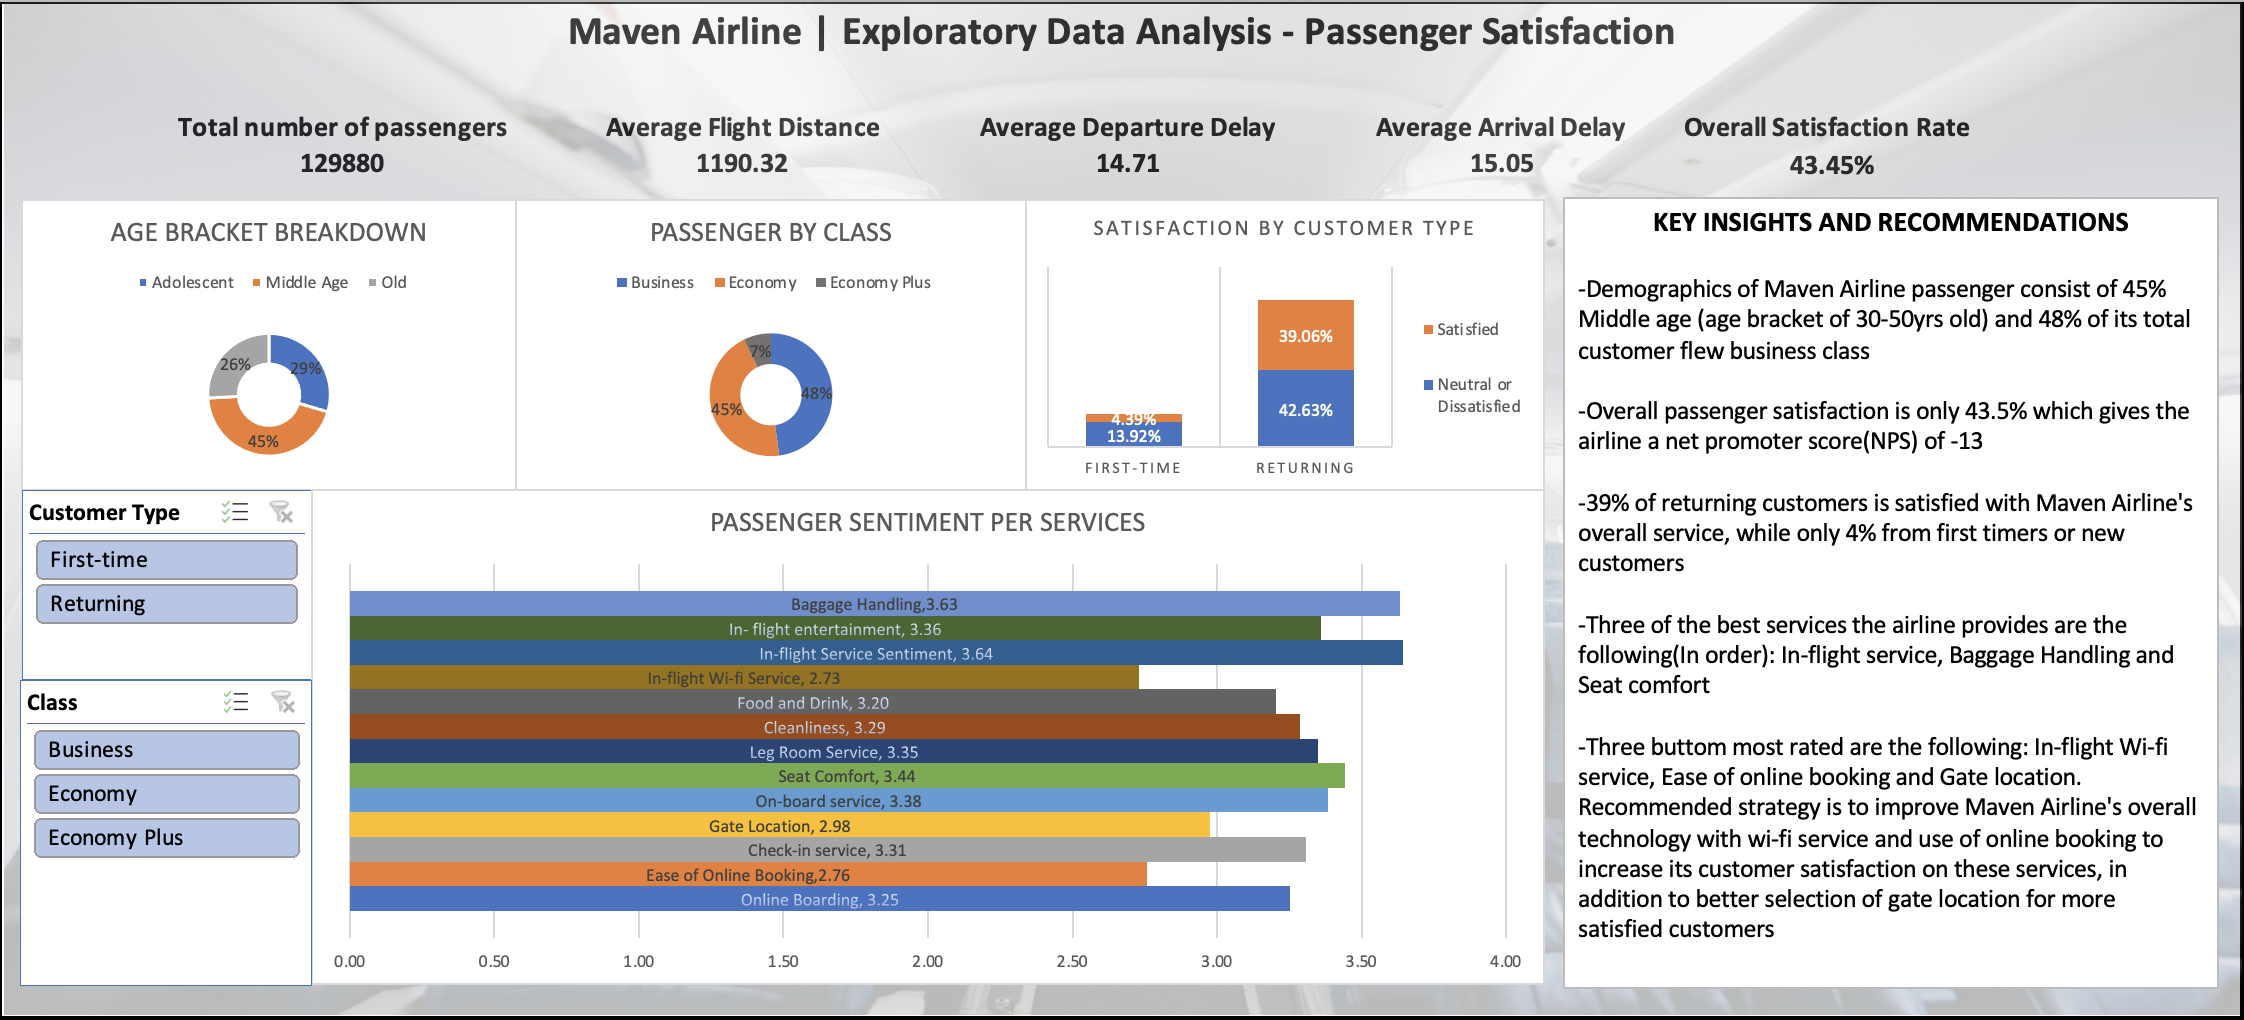 Maven Airline | Exploratory Data Analysis - Passenger Satisfaction
Total number of passengers
129880
Average Flight Distance
1190.32
Average Departure Delay
14.71
Average Arrival Delay
15.05
Overall Satisfaction Rate
43.45%
AGE BRACKET BREAKDOWN
Adolescent Middle Age Old
26%
29%
45%
PASSENGER BY CLASS
Business Economy Economy Plus
7%
48%
45%
SATISFACTION BY CUSTOMER TYPE
39.06%
42.63%
4.39%
13.92%
FIRST-TIME RETURNING
Satisfied
Neutral or
Dissatisfied
Customer Type
First-time
Returning
Class
Business
Economy
Economy Plus
PASSENGER SENTIMENT PER SERVICES
Baggage Handling,3.63
In- flight entertainment, 3.36
In-flight Service Sentiment, 3.64
In-flight Wi-fi Service, 2.73
Food and Drink, 3.20
Cleanliness, 3.29
Leg Room Service, 3.35
Seat Comfort, 3.44
On-board service, 3.38
Gate Location, 2.98
Check-in service, 3.31
Ease of Online Booking,2.76
Online Boarding, 3.25
0.00 0.50 1.00 1.50 2.00 2.50 3.00 3.50 4.00
KEY INSIGHTS AND RECOMMENDATIONS
-Demographics of Maven Airline passenger consist of 45%
Middle age (age bracket of 30-50yrs old) and 48% of its total
customer flew business class
-Overall passenger satisfaction is only 43.5% which gives the
airline a net promoter score(NPS) of -13
-39% of returning customers is satisfied with Maven Airline's
overall service, while only 4% from first timers or new
customers
-Three of the best services the airline provides are the
following(In order): In-flight service, Baggage Handling and
Seat comfort
-Three buttom most rated are the following: In-flight Wi-fi
service, Ease of online booking and Gate location.
Recommended strategy is to improve Maven Airline's overall
technology with wi-fi service and use of online booking to
increase its customer satisfaction on these services, in
addition to better selection of gate location for more
satisfied customers